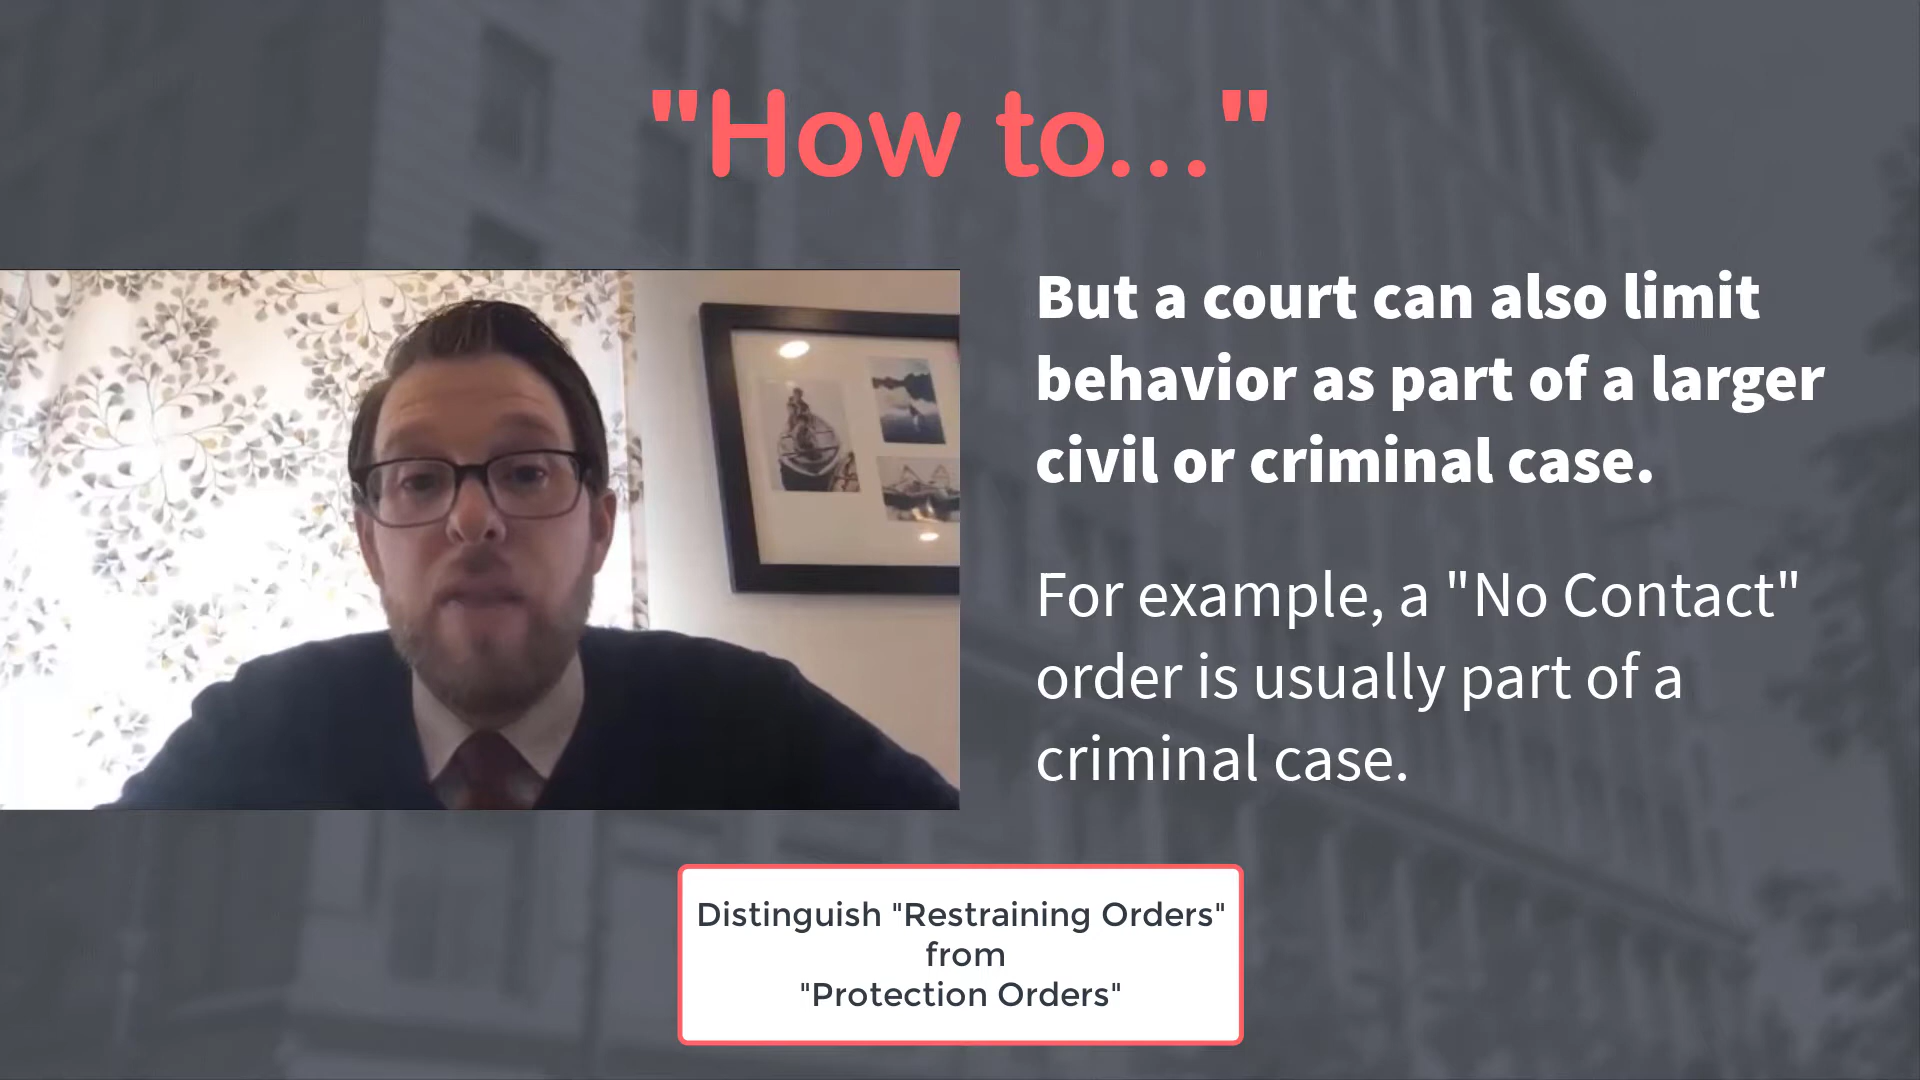 "How to..."
But a court can also limit
behavior as part of a larger
civil or criminal case.
For example, a "No Contact"
order is usually part of a
criminal case.
Distinguish "Restraining Orders"
from
"Protection Orders"